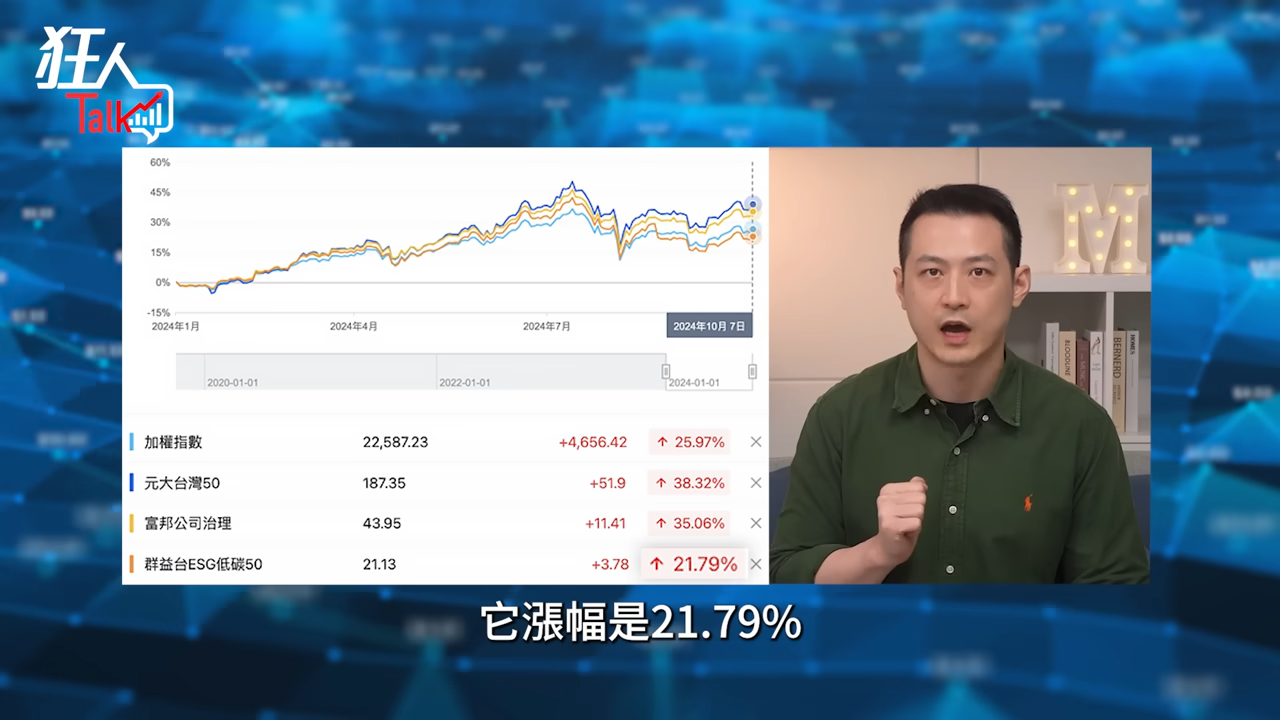 狂人
Talk
60%
45%
30%
15%
0%
-15%
2024年1月
2024年4月
2024年7月
2024年10月 7日
2020-01-01
2022-01-01
2024-01-01
加權指數 22,587.23 +4,656.42 ↑ 25.97% ×
元大台灣50 187.35 +51.9 ↑ 38.32% ×
富邦公司治理 43.95 +11.41 ↑ 35.06% ×
群益台ESG低碳50 21.13 +3.78 ↑ 21.79% ×
M
BLOODLINE
BERNERD
HOMES
它漲幅是21.79%